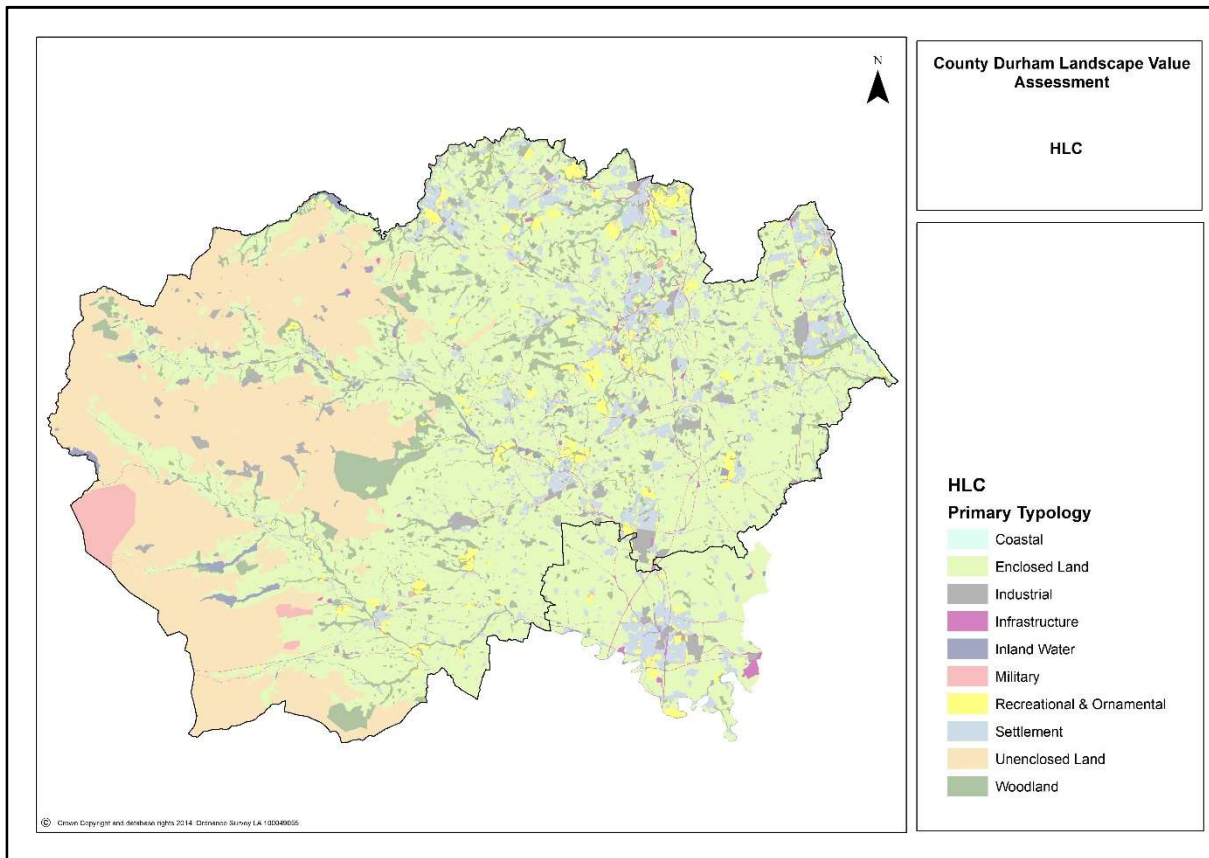 County Durham Landscape Value
Assessment
HLC
N
HLC
Primary Typology
Coastal
Enclosed Land
Industrial
Infrastructure
Inland Water
Military
Recreational & Ornamental
Settlement
Unenclosed Land
Woodland
© Crown Copyright and database rights 2014. Ordnance Survey LA 100049055